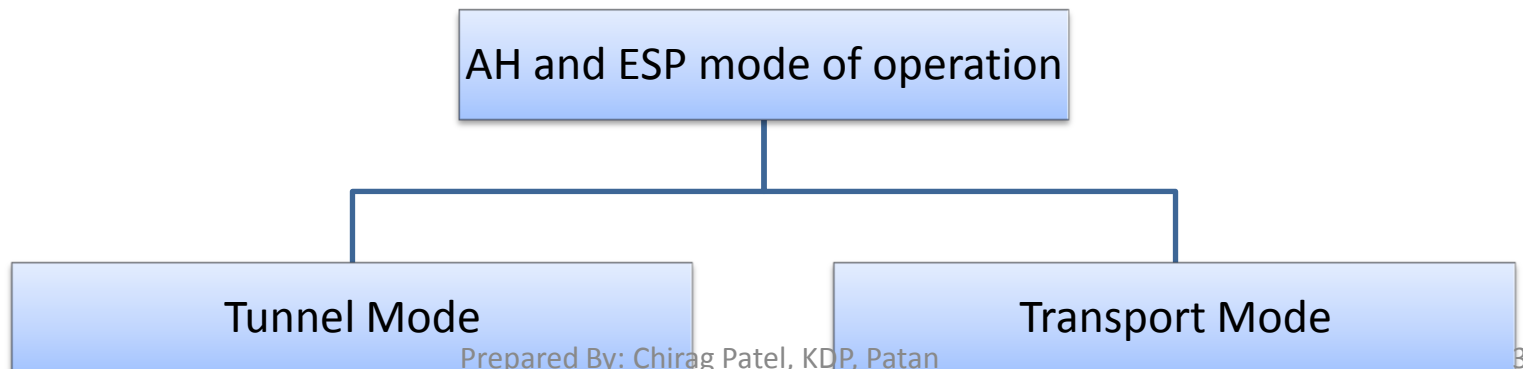 AH and ESP mode of operation
Tunnel Mode
Transport Mode
Prepared By: Chirag Patel, KDP, Patan